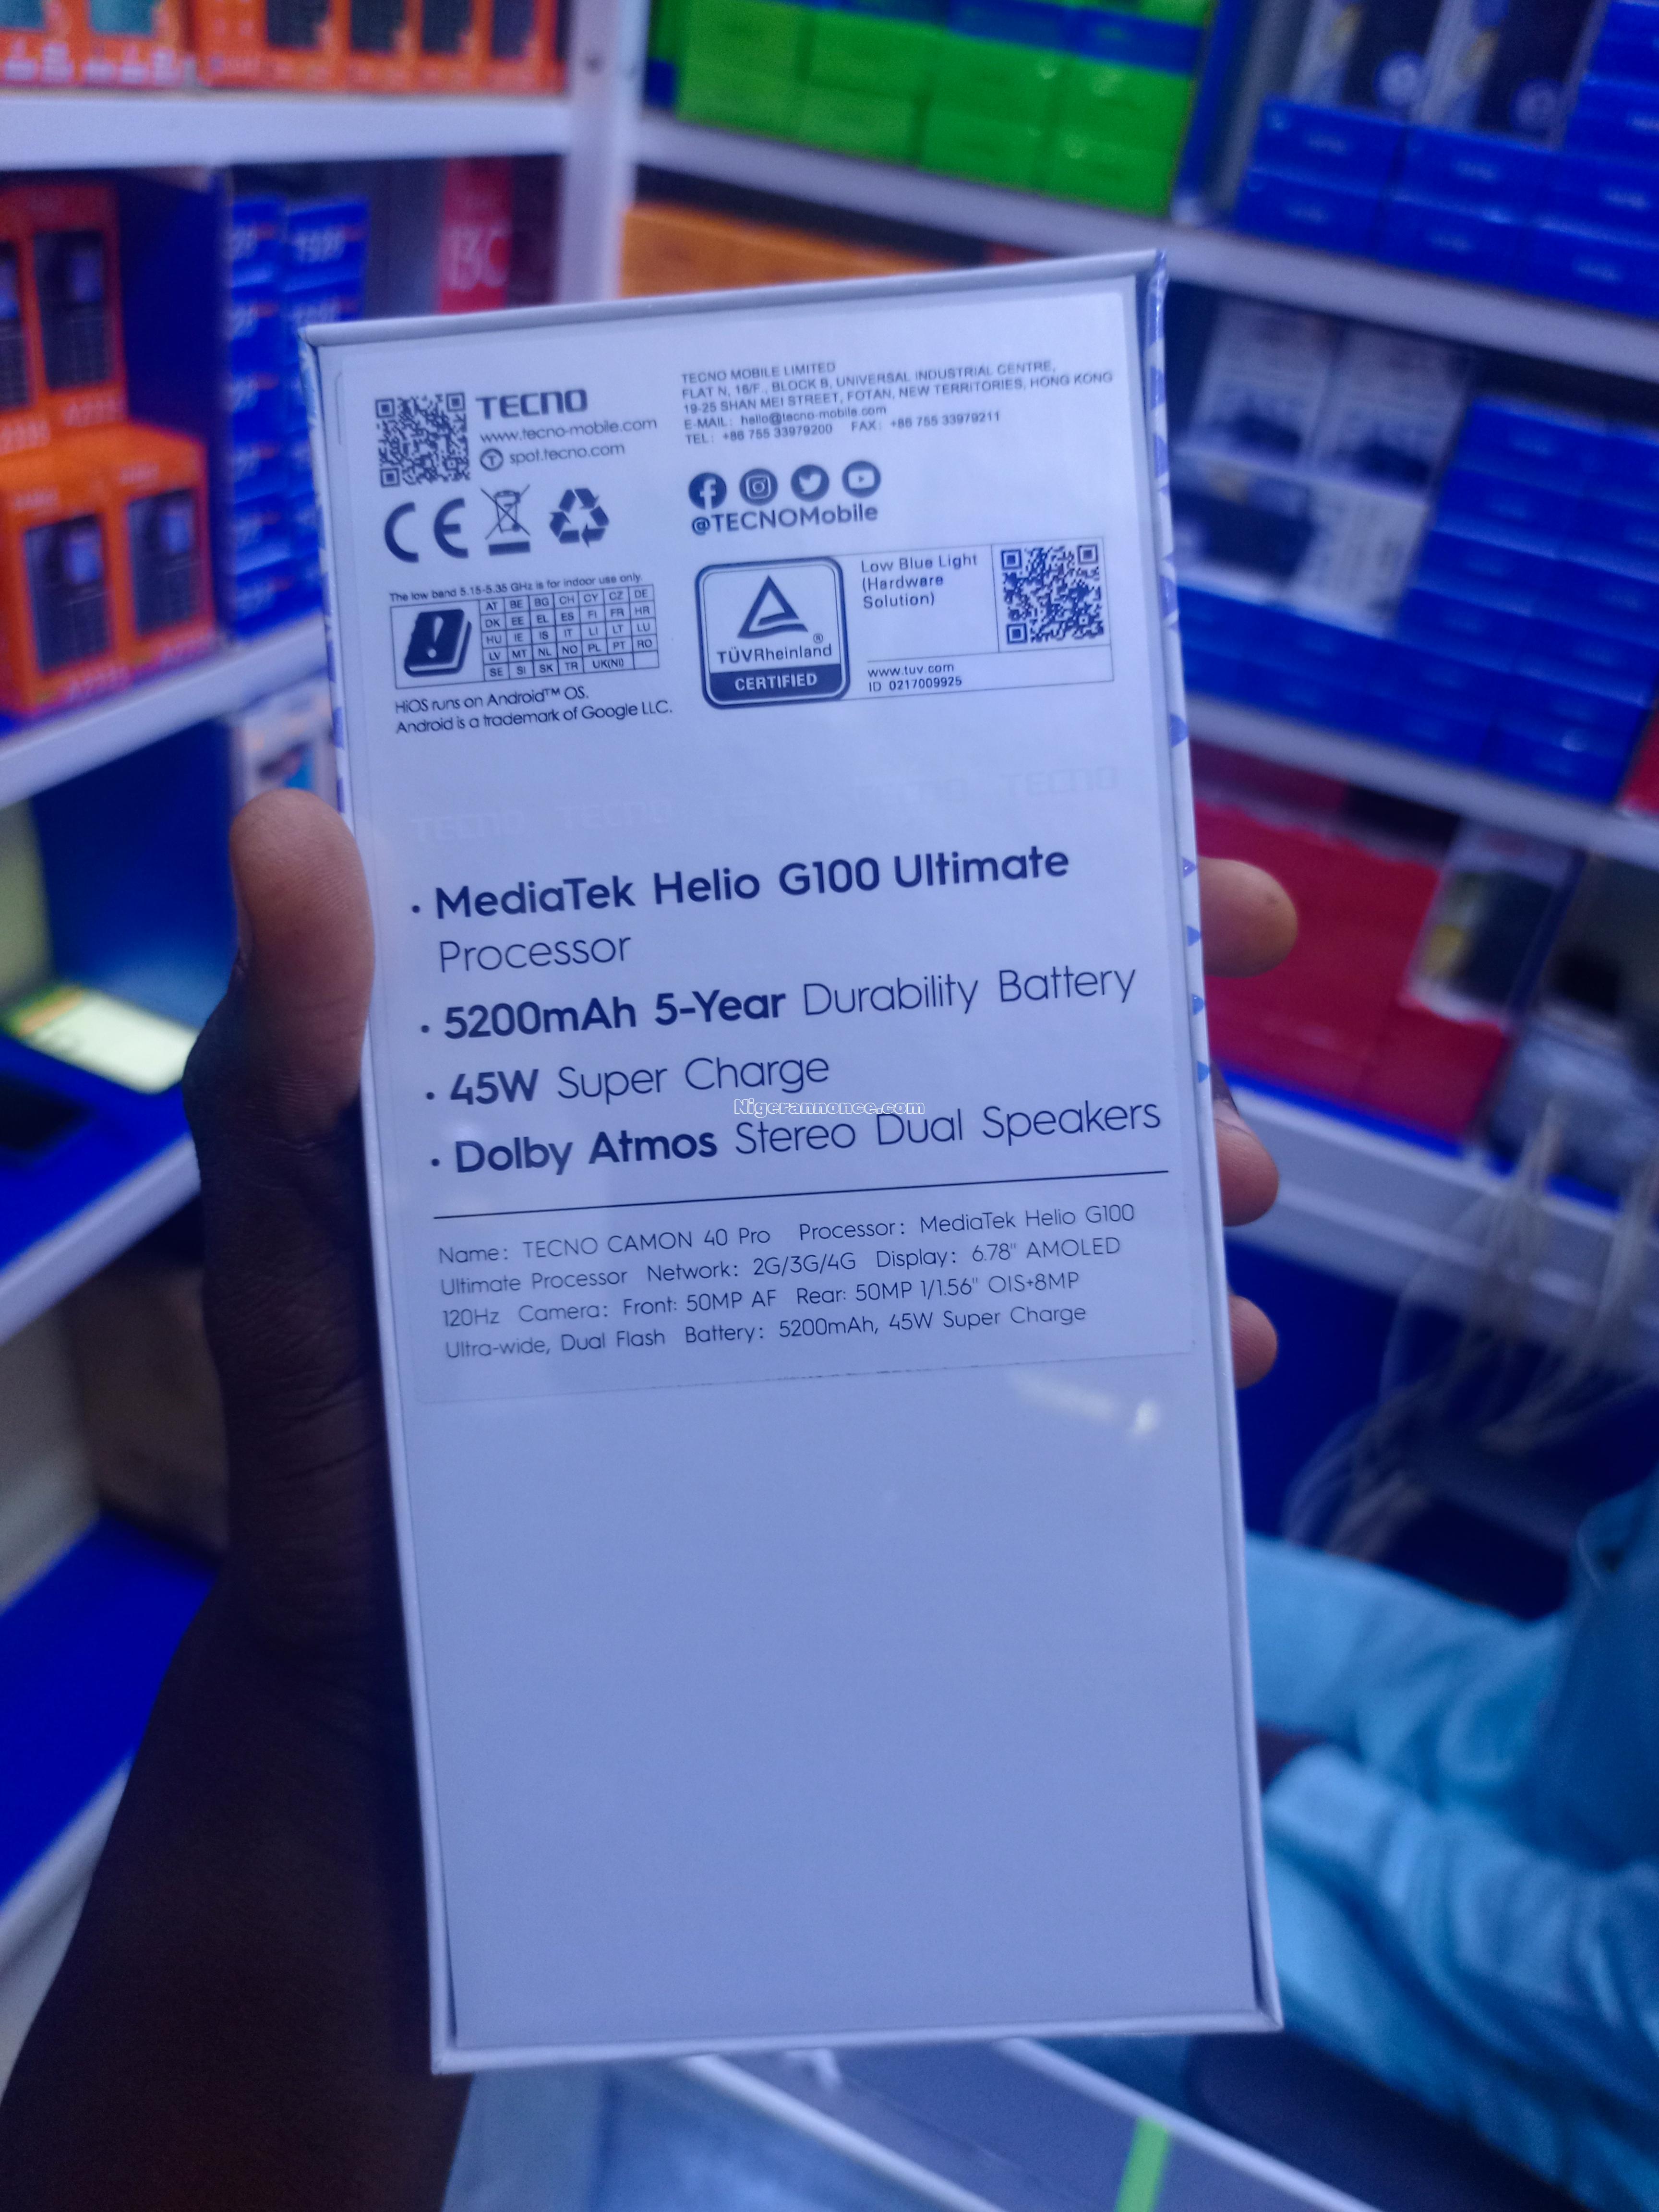 TECNO
www.tecno-mobile.com
spot.tecno.com
TECNO MOBILE LIMITED
FLAT N, 16/F., BLOCK B, UNIVERSAL INDUSTRIAL CENTRE,
19-25 SHAN MEI STREET, FOTAN, NEW TERRITORIES, HONG KONG
E-MAIL: hello@tecno-mobile.com
TEL: +86 755 33979200 FAX: +86 755 33979211
CE
@TECNOMobile
The low band 5.15-5.35 GHz is for indoor use only
AT BE BG CH CY CZ DE
DK EE EL ES FI FR HR
HU IE IS IT LI LT LU
LV MT NL NO PL PT RO
SE SI SK TR UK(NI)
HiOS runs on Android™ OS.
Android is a trademark of Google LLC.
TÜVRheinland®
CERTIFIED
Low Blue Light
(Hardware
Solution)
www.tuv.com
ID 0217009925
TECNO TECNO TECNO
• MediaTek Helio G100 Ultimate
Processor
• 5200mAh 5-Year Durability Battery
• 45W Super Charge
Nigerannonce.com
• Dolby Atmos Stereo Dual Speakers
Name: TECNO CAMON 40 Pro Processor: MediaTek Helio G100
Ultimate Processor Network: 2G/3G/4G Display: 6.78" AMOLED
120Hz Camera: Front: 50MP AF Rear: 50MP 1/1.56" OIS+8MP
Ultra-wide, Dual Flash Battery: 5200mAh, 45W Super Charge